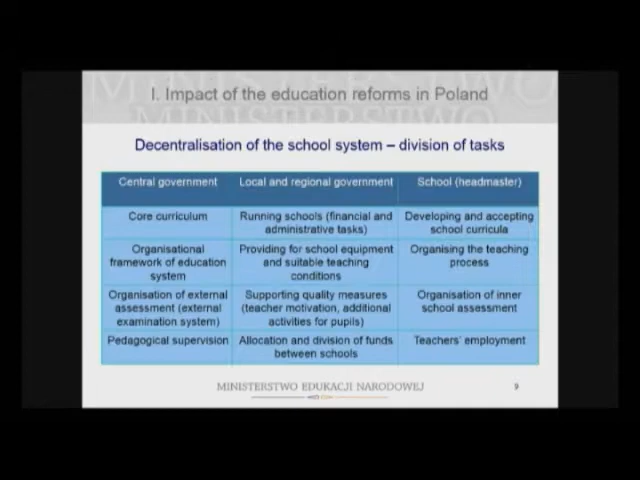 I. Impact of the education reforms in Poland
Decentralisation of the school system – division of tasks
Central government
Local and regional government
School (headmaster)
Core curriculum
Running schools (financial and
administrative tasks)
Developing and accepting
school curricula
Organisational
framework of education
system
Providing for school equipment
and suitable teaching
conditions
Organising the teaching
process
Organisation of external
assessment (external
examination system)
Supporting quality measures
(teacher motivation, additional
activities for pupils)
Organisation of inner
school assessment
Pedagogical supervision
Allocation and division of funds
between schools
Teachers' employment
MINISTERSTWO EDUKACJI NARODOWEJ
9